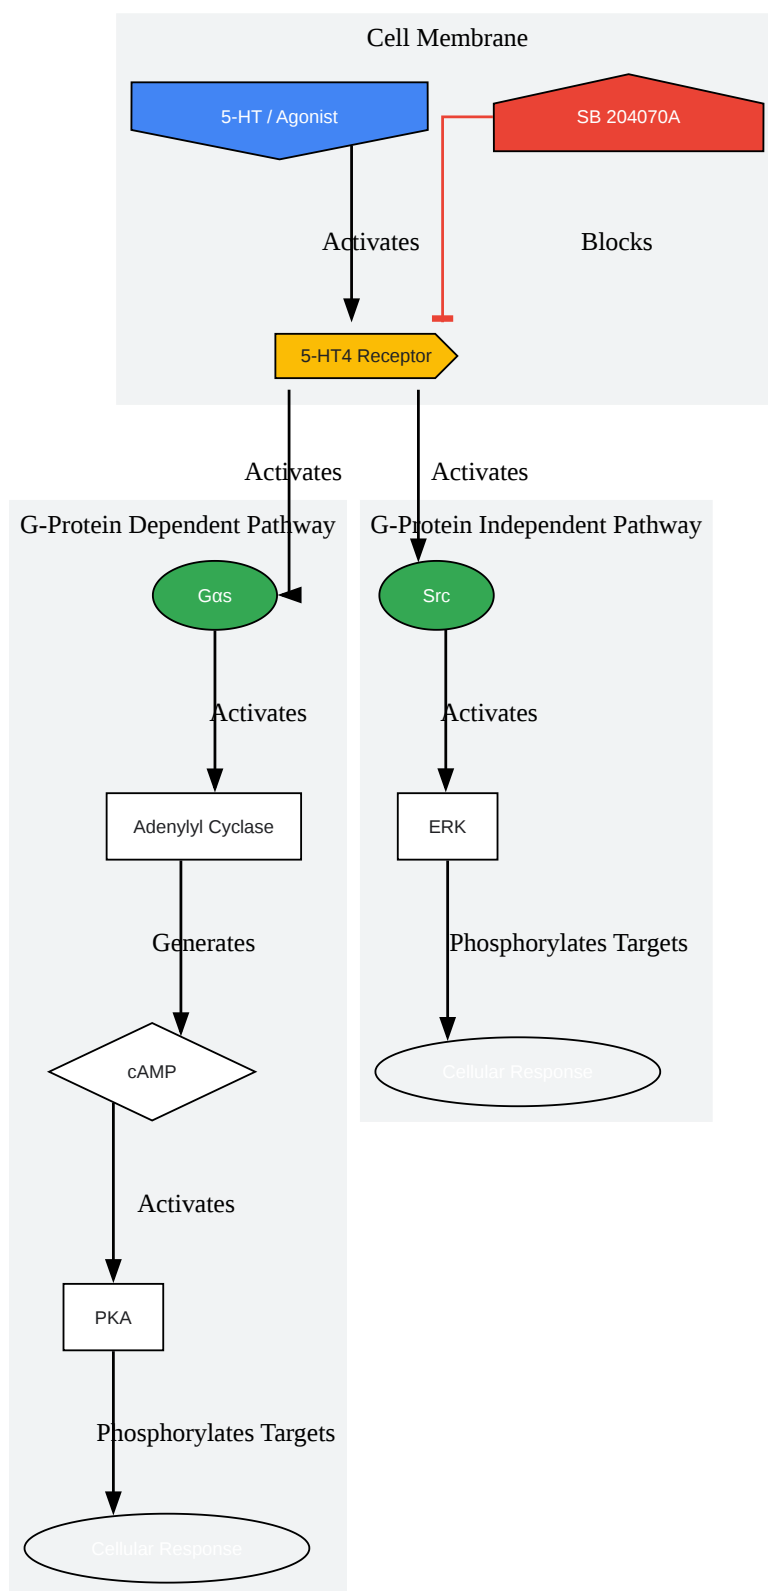 Cell Membrane
5-HT / Agonist
SB 204070A
Activates
Blocks
5-HT4 Receptor
Activates
Activates
G-Protein Dependent Pathway
G-Protein Independent Pathway
Gαs
Src
Activates
Activates
Adenylyl Cyclase
ERK
Generates
Phosphorylates Targets
cAMP
Cellular Response
Activates
PKA
Phosphorylates Targets
Cellular Response